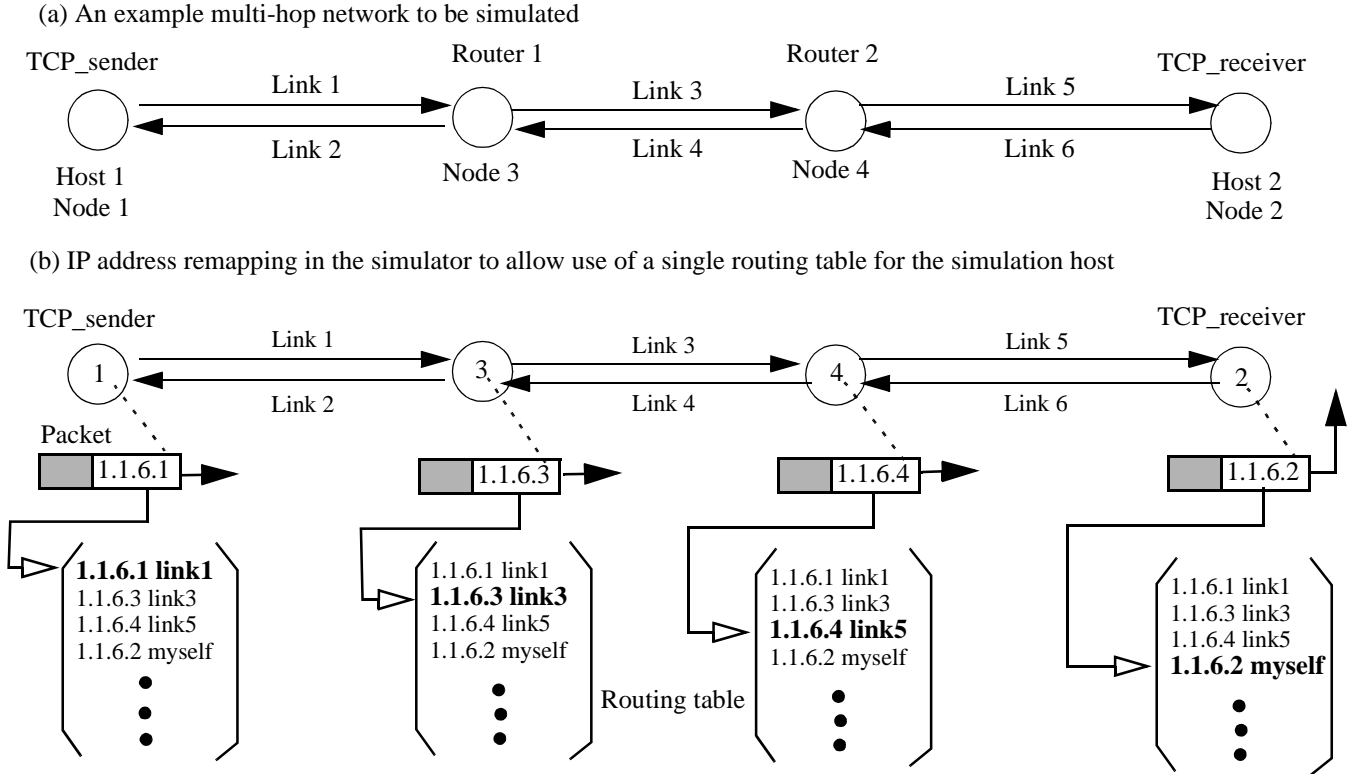 (a) An example multi-hop network to be simulated
TCP_sender
Router 1
Router 2
TCP_receiver
Link 1
Link 3
Link 5
Link 2
Link 4
Link 6
Host 1
Node 1
Node 3
Node 4
Host 2
Node 2
(b) IP address remapping in the simulator to allow use of a single routing table for the simulation host
TCP_sender
TCP_receiver
Link 1
Link 3
Link 5
1
3
4
2
Link 2
Link 4
Link 6
Packet
1.1.6.1
1.1.6.3
1.1.6.4
1.1.6.2
1.1.6.1 link1
1.1.6.3 link3
1.1.6.4 link5
1.1.6.2 myself
1.1.6.1 link1
1.1.6.3 link3
1.1.6.4 link5
1.1.6.2 myself
Routing table
1.1.6.1 link1
1.1.6.3 link3
1.1.6.4 link5
1.1.6.2 myself
1.1.6.1 link1
1.1.6.3 link3
1.1.6.4 link5
1.1.6.2 myself